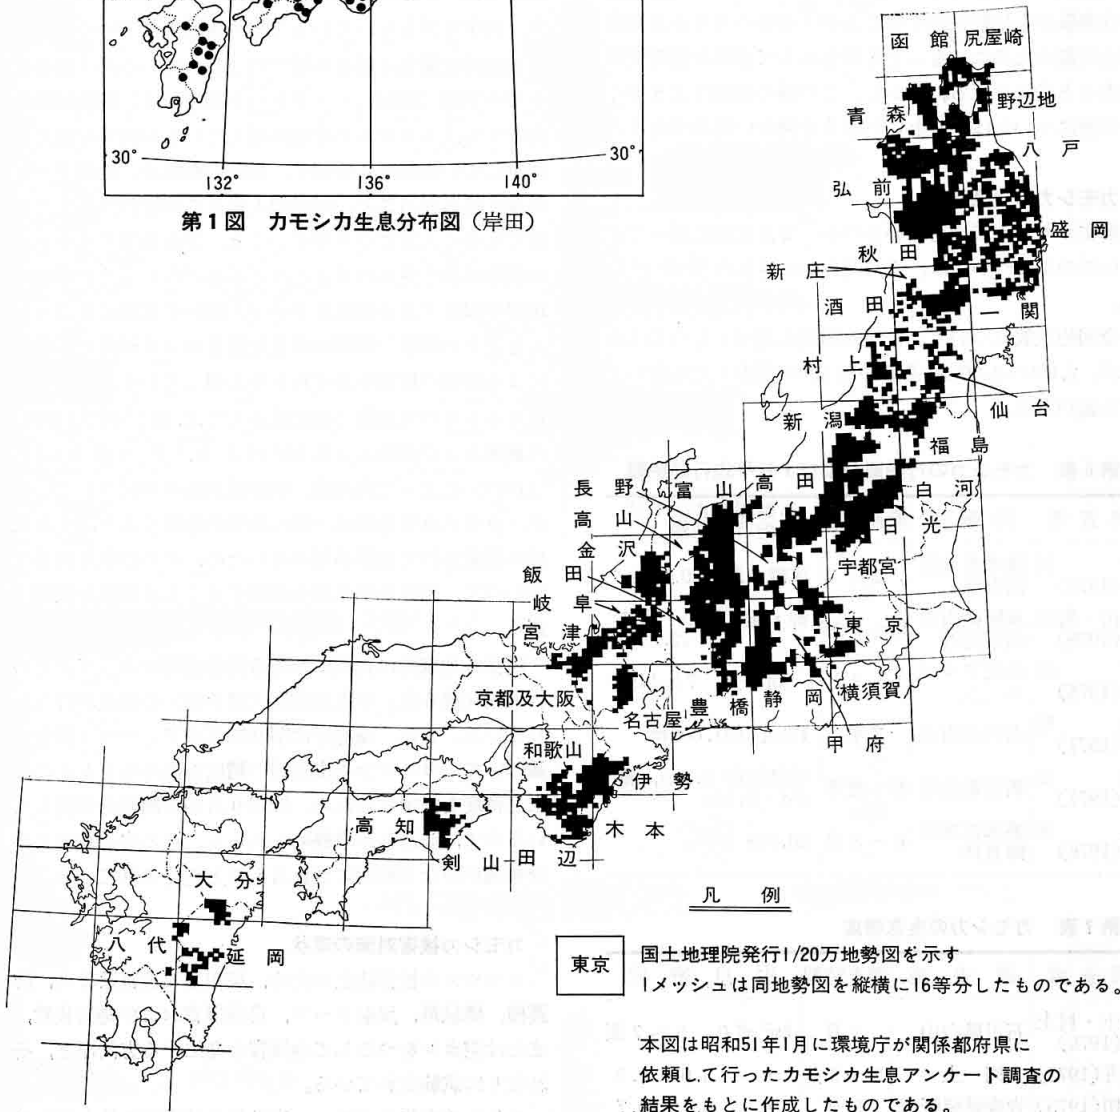 30°
30°
132°
136°
140°
第1図 カモシカ生息分布図（岸田）
函館
尻屋崎
青森
野辺地
八戸
弘前
盛岡
秋田
新庄
酒田
一関
村上
仙台
新潟
福島
長野
富山
高田
白河
高山
日光
金沢
宇都宮
飯田
岐阜
東京
宮津
京都及大阪
名古屋
豊橋
静岡
横須賀
甲府
和歌山
伊勢
高知
木本
剣山
田辺
大分
八代
延岡
凡例
東京
国土地理院発行1/20万地勢図を示す
1メッシュは同地勢図を縦横に16等分したものである。
本図は昭和51年1月に環境庁が関係都府県に
依頼して行ったカモシカ生息アンケート調査の
結果をもとに作成したものである。